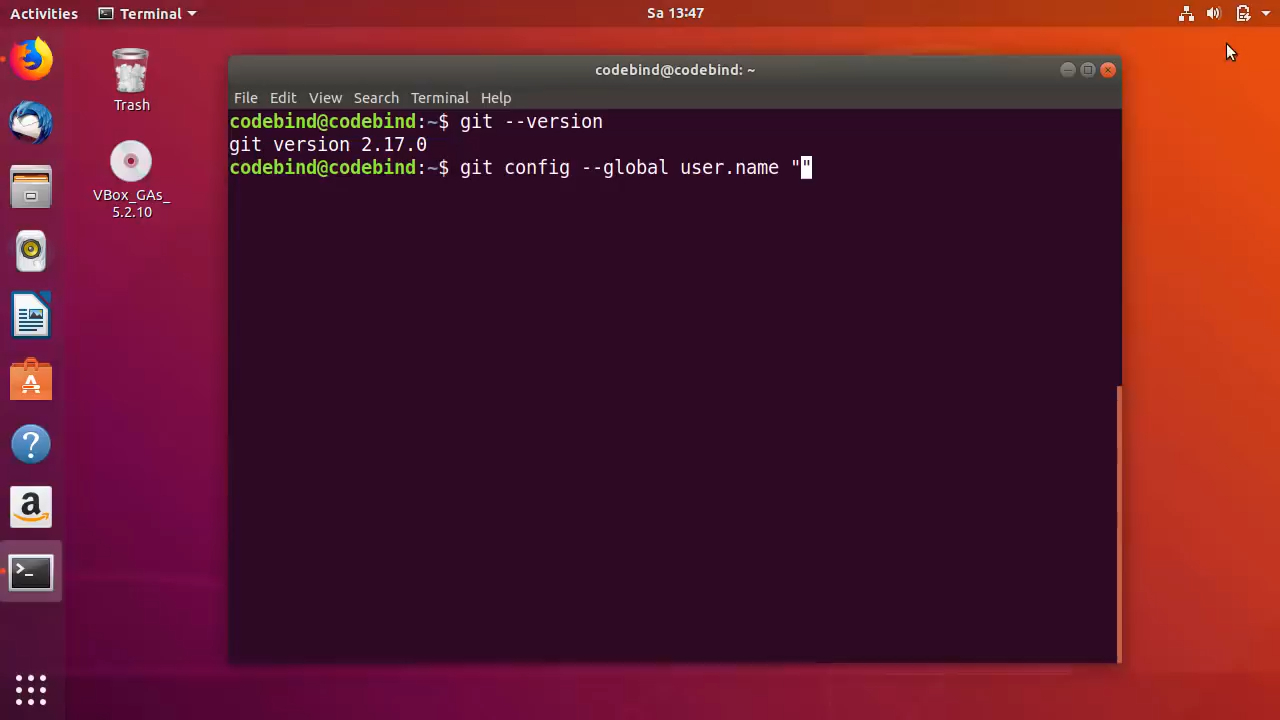 Activities
Terminal
Sa 13:47
Trash
VBox_GAs_
5.2.10
codebind@codebind: ~
File Edit View Search Terminal Help
codebind@codebind:~$ git --version
git version 2.17.0
codebind@codebind:~$ git config --global user.name ""